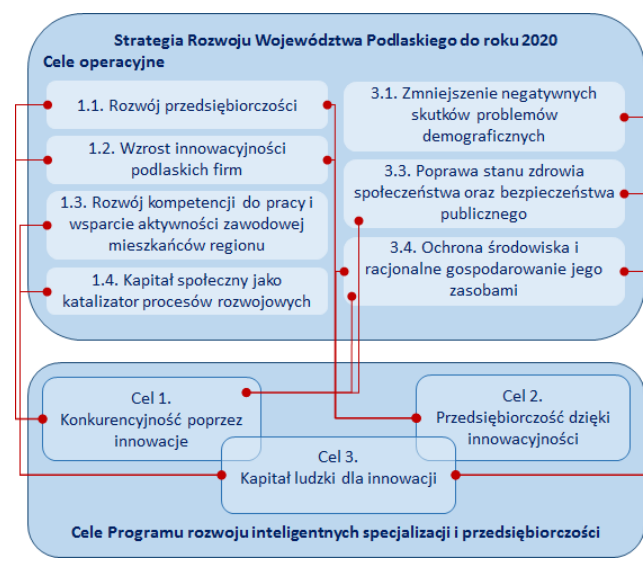 Strategia Rozwoju Województwa Podlaskiego do roku 2020
Cele operacyjne
1.1. Rozwój przedsiębiorczości
1.2. Wzrost innowacyjności
podlaskich firm
1.3. Rozwój kompetencji do pracy i
wsparcie aktywności zawodowej
mieszkańców regionu
1.4. Kapitał społeczny jako
katalizator procesów rozwojowych
3.1. Zmniejszenie negatywnych
skutków problemów
demograficznych
3.3. Poprawa stanu zdrowia
społeczeństwa oraz bezpieczeństwa
publicznego
3.4. Ochrona środowiska i
racjonalne gospodarowanie jego
zasobami
Cel 1.
Konkurencyjność poprzez
innowacje
Cel 2.
Przedsiębiorczość dzięki
innowacyjności
Cel 3.
Kapitał ludzki dla innowacji
Cele Programu rozwoju inteligentnych specjalizacji i przedsiębiorczości